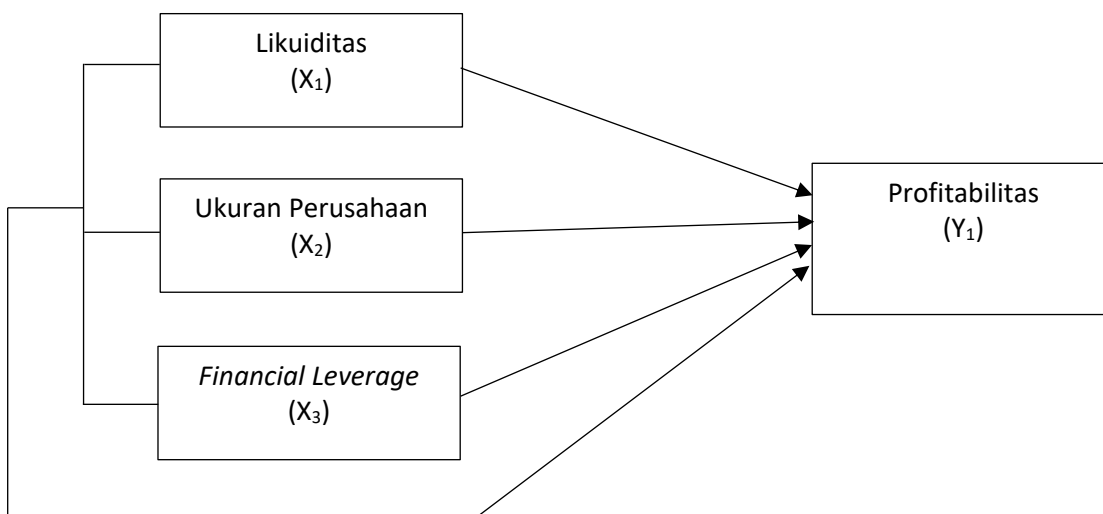 Likuiditas
(X₁)
Ukuran Perusahaan
(X₂)
Financial Leverage
(X₃)
Profitabilitas
(Y₁)